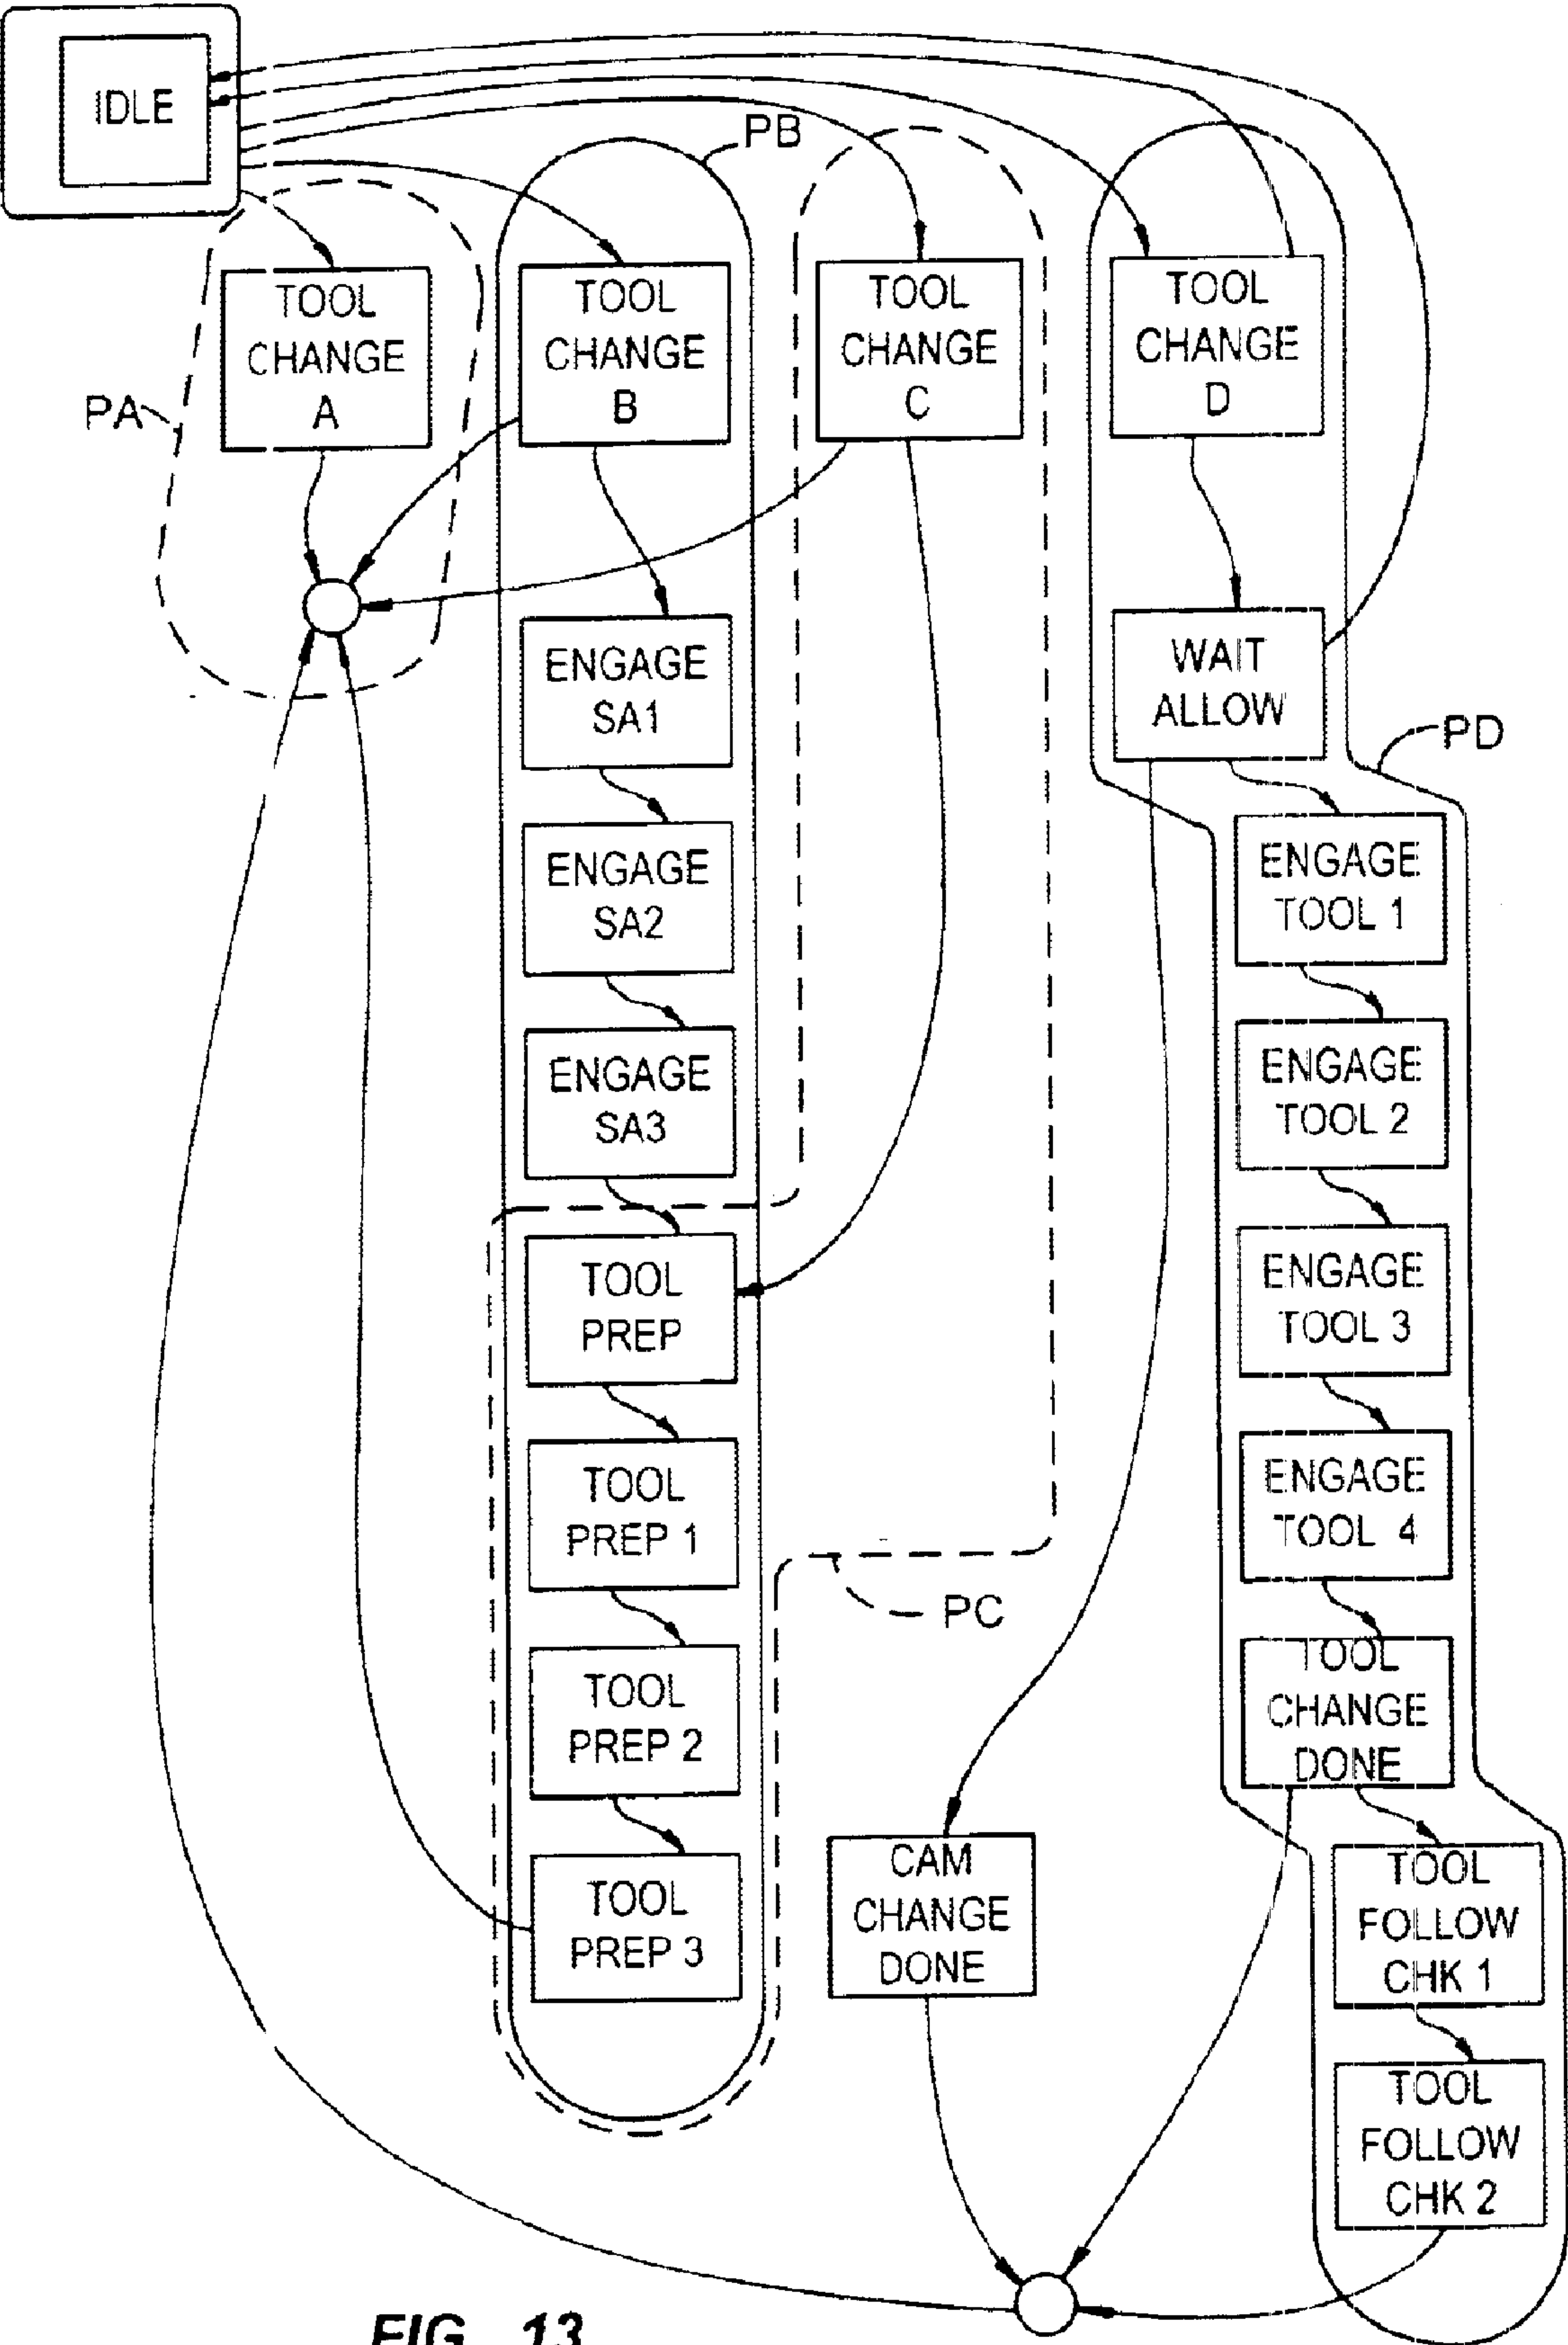 IDLE
PB
TOOL
CHANGE
A
TOOL
CHANGE
B
TOOL
CHANGE
C
TOOL
CHANGE
D
PA
ENGAGE
SA1
WAIT
ALLOW
PD
ENGAGE
SA2
ENGAGE
TOOL 1
ENGAGE
SA3
ENGAGE
TOOL 2
TOOL
PREP
ENGAGE
TOOL 3
TOOL
PREP 1
ENGAGE
TOOL 4
PC
TOOL
PREP 2
TOOL
CHANGE
DONE
TOOL
PREP 3
CAM
CHANGE
DONE
TOOL
FOLLOW
CHK 1
TOOL
FOLLOW
CHK 2
FIG. 13